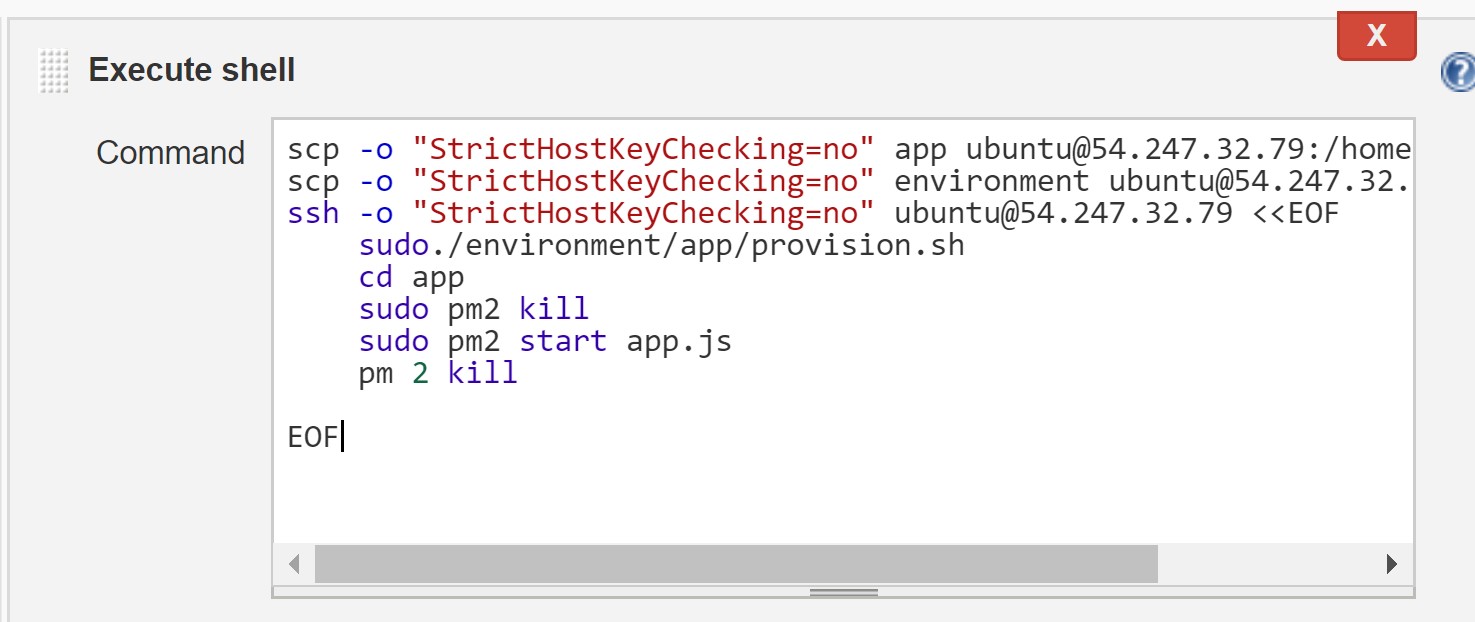 X
Execute shell
?
Command
scp -o "StrictHostKeyChecking=no" app ubuntu@54.247.32.79:/home
scp -o "StrictHostKeyChecking=no" environment ubuntu@54.247.32.
ssh -o "StrictHostKeyChecking=no" ubuntu@54.247.32.79 <<EOF
sudo./environment/app/provision.sh
cd app
sudo pm2 kill
sudo pm2 start app.js
pm 2 kill
EOF